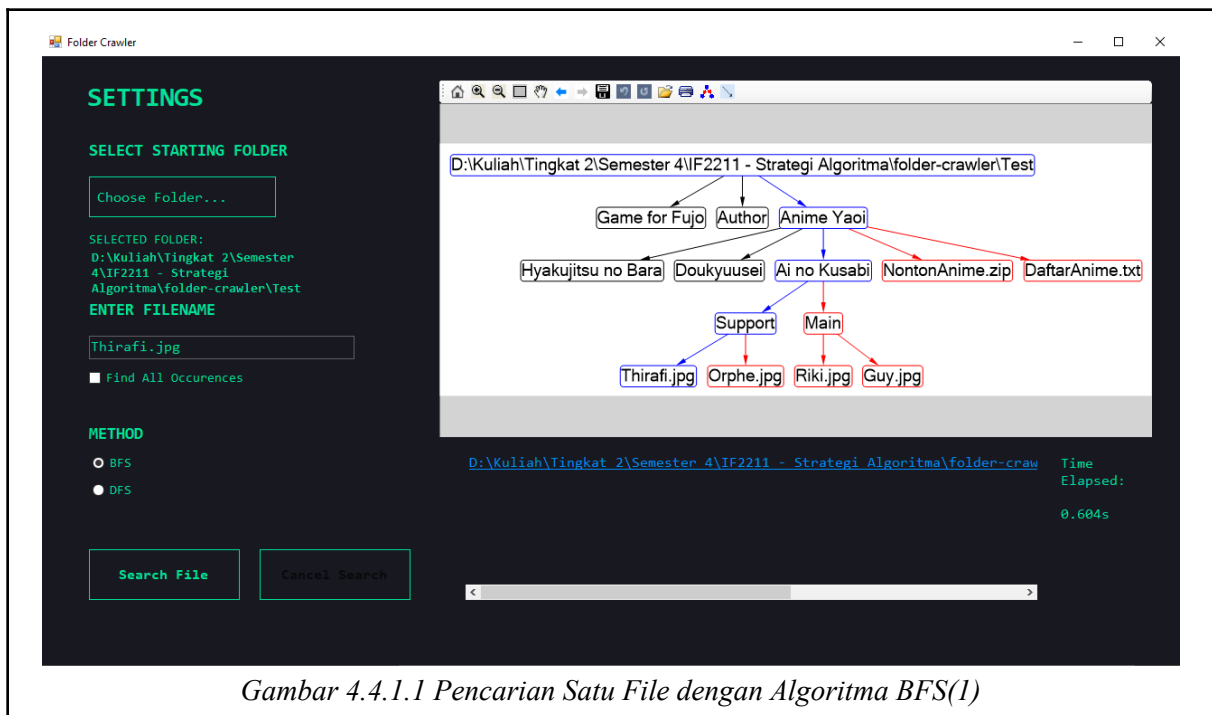 Folder Crawler
SETTINGS
SELECT STARTING FOLDER
Choose Folder...
SELECTED FOLDER:
D:\Kuliah\Tingkat 2\Semester
4\IF2211 - Strategi
Algoritma\folder-crawler\Test
ENTER FILENAME
Thirafi.jpg
Find All Occurences
METHOD
BFS
DFS
Search File
Cancel Search
D:\Kuliah\Tingkat 2\Semester 4\IF2211 - Strategi Algoritma\folder-crawler\Test
Game for Fujo Author Anime Yaoi
Hyakujitsu no Bara Doukyuusei Ai no Kusabi NontonAnime.zip DaftarAnime.txt
Support Main
Thirafi.jpg Orphe.jpg Riki.jpg Guy.jpg
D:\Kuliah\Tingkat 2\Semester 4\IF2211 - Strategi Algoritma\folder-craw
Time
Elapsed:
0.604s
Gambar 4.4.1.1 Pencarian Satu File dengan Algoritma BFS(1)